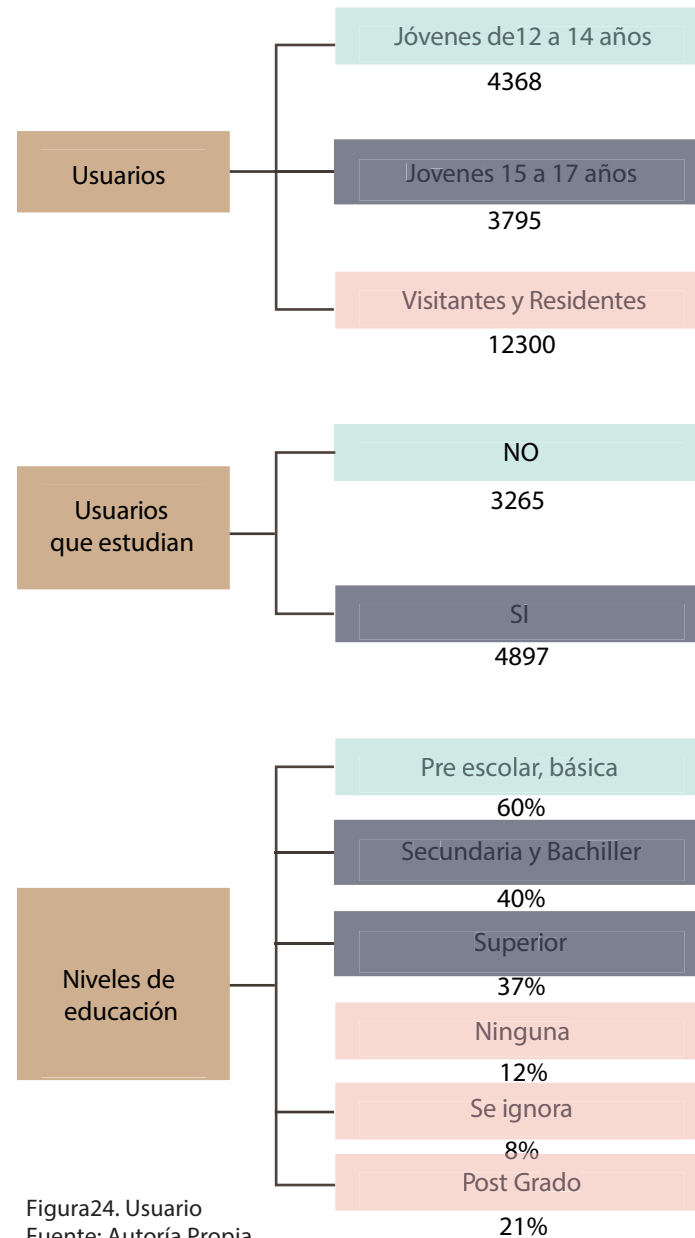 Jóvenes de12 a 14 años
4368
Usuarios
Jovenes 15 a 17 años
3795
Visitantes y Residentes
12300
NO
3265
Usuarios
que estudian
SI
4897
Pre escolar, básica
60%
Secundaria y Bachiller
40%
Superior
37%
Niveles de
educación
Ninguna
12%
Se ignora
8%
Post Grado
21%
Figura24. Usuario
Fuente: Autoría Propia